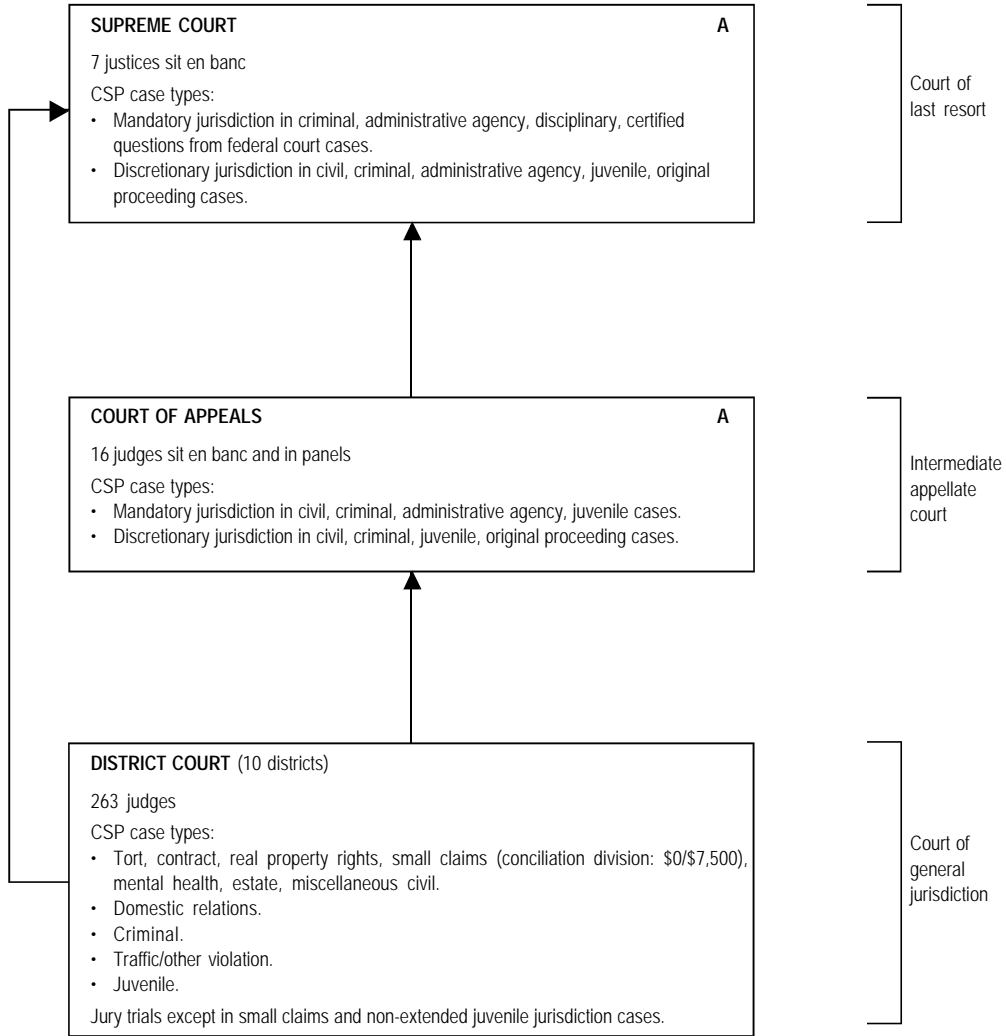 SUPREME COURT A
7 justices sit en banc
CSP case types:
• Mandatory jurisdiction in criminal, administrative agency, disciplinary, certified
questions from federal court cases.
• Discretionary jurisdiction in civil, criminal, administrative agency, juvenile, original
proceeding cases.
Court of
last resort
COURT OF APPEALS A
16 judges sit en banc and in panels
CSP case types:
• Mandatory jurisdiction in civil, criminal, administrative agency, juvenile cases.
• Discretionary jurisdiction in civil, criminal, juvenile, original proceeding cases.
Intermediate
appellate
court
DISTRICT COURT (10 districts)
263 judges
CSP case types:
• Tort, contract, real property rights, small claims (conciliation division: $0/$7,500),
mental health, estate, miscellaneous civil.
• Domestic relations.
• Criminal.
• Traffic/other violation.
• Juvenile.
Jury trials except in small claims and non-extended juvenile jurisdiction cases.
Court of
general
jurisdiction